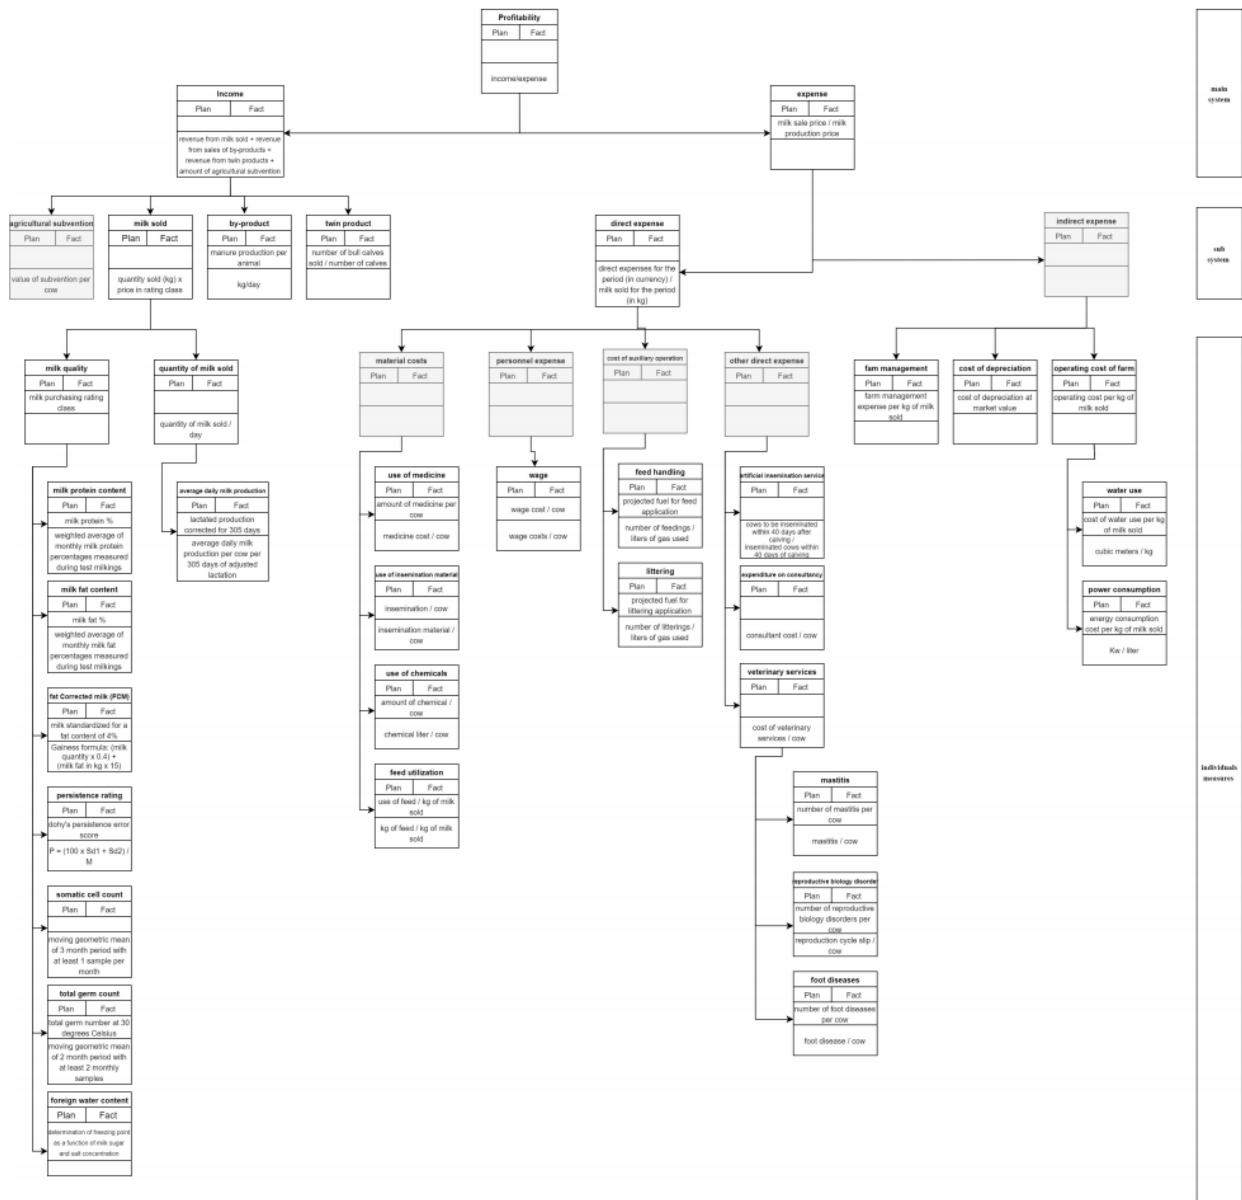 Profitability
Plan Fact
income/expense
Income
Plan Fact
revenue from milk sold + revenue
from sales of by-products +
revenue from twin products +
amount of agricultural subvention
expense
Plan Fact
milk sale price / milk
production price
main
system
agricultural subvention
Plan Fact
value of subvention per
cow
milk sold
Plan Fact
quantity sold (kg) x
price in rating class
by-product
Plan Fact
manure production per
animal
kg/day
twin product
Plan Fact
number of bull calves
sold / number of calves
direct expense
Plan Fact
direct expenses for the
period (in currency) /
milk sold for the period
(in kg)
indirect expense
Plan Fact
sub
system
milk quality
Plan Fact
milk purchasing rating
class
quantity of milk sold
Plan Fact
quantity of milk sold /
day
material costs
Plan Fact
personnel expense
Plan Fact
cost of auxiliary operation
Plan Fact
other direct expense
Plan Fact
fam management
Plan Fact
farm management
expense per kg of milk
sold
cost of depreciation
Plan Fact
cost of depreciation at
market value
operating cost of farm
Plan Fact
operating cost per kg of
milk sold
milk protein content
Plan Fact
milk protein %
weighted average of
monthly milk protein
percentages measured
during test milkings
average daily milk production
Plan Fact
lactated production
corrected for 305 days
average daily milk
production per cow per
305 days of adjusted
lactation
milk fat content
Plan Fact
milk fat %
weighted average of
monthly milk fat
percentages measured
during test milkings
fat Corrected milk (FCM)
Plan Fact
milk standardized for a
fat content of 4%
Gainess formula: (milk
quantity x 0.4) +
(milk fat in kg x 15)
persistence rating
Plan Fact
dohy's persistence error
score
P = (100 x Sd1 + Sd2) /
M
somatic cell count
Plan Fact
moving geometric mean
of 3 month period with
at least 1 sample per
month
total germ count
Plan Fact
total germ number at 30
degrees Celsius
moving geometric mean
of 2 month period with
at least 2 monthly
samples
foreign water content
Plan Fact
determination of freezing point
as a function of milk sugar
and salt concentration
use of medicine
Plan Fact
amount of medicine per
cow
medicine cost / cow
use of insemination material
Plan Fact
insemination / cow
insemination material /
cow
use of chemicals
Plan Fact
amount of chemical /
cow
chemical liter / cow
feed utilization
Plan Fact
use of feed / kg of milk
sold
kg of feed / kg of milk
sold
wage
Plan Fact
wage cost / cow
wage costs / cow
feed handling
Plan Fact
projected fuel for feed
application
number of feedings /
liters of gas used
littering
Plan Fact
projected fuel for
littering application
number of litterings /
liters of gas used
artificial insemination service
Plan Fact
cows to be inseminated
within 40 days after
calving /
inseminated cows within
40 days of calving
expenditure on consultancy
Plan Fact
consultant cost / cow
veterinary services
Plan Fact
cost of veterinary
services / cow
mastitis
Plan Fact
number of mastitis per
cow
mastitis / cow
reproductive biology disorder
Plan Fact
number of reproductive
biology disorders per
cow
reproduction cycle slip /
cow
foot diseases
Plan Fact
number of foot diseases
per cow
foot disease / cow
water use
Plan Fact
cost of water use per kg
of milk sold
cubic meters / kg
power consumption
Plan Fact
energy consumption
cost per kg of milk sold
Kw / liter
individuals
measures